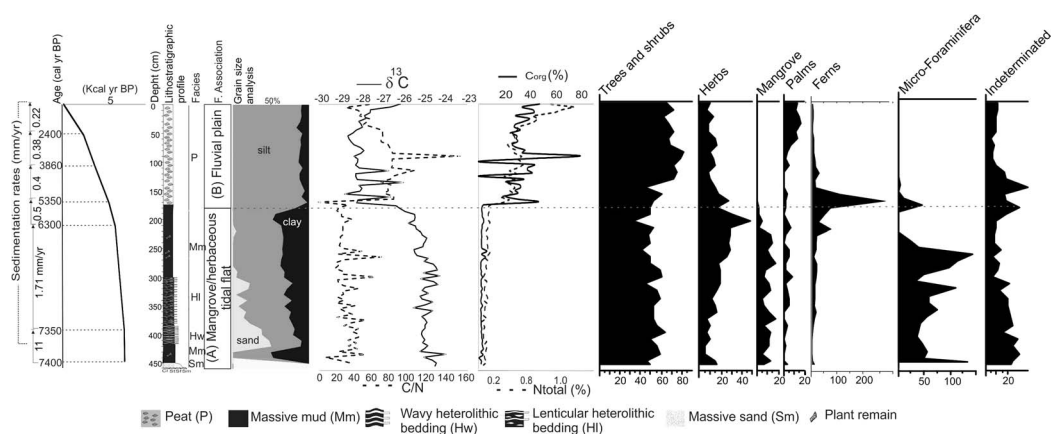 Sedimentation rates (mm/yr)
11
1.71 mm/yr
0.5
0.4
0.38
0.22
Age (cal yr BP)
2400
3860
5350
6300
7350
7400
(Kcal yr BP)
5
Depht (cm)
0
50
100
150
200
250
300
350
400
450
Lithostratigraphic
profile
Facies
P
Mm
Hl
Hw
Mm
Sm
F. Association
(B) Fluvial plain
(A) Mangrove/herbaceous
tidal flat
Grain size
analysis
50%
silt
clay
sand
δ13C
-30 -29 -28 -27 -26 -25 -24 -23
0 20 40 60 80 100 120 140 160
C/N
Corg (%)
20 40 60 80
0.2 0.6 1.0
Ntotal (%)
Trees and shrubs
20 40 60 80 100
Herbs
20 40
Mangrove
20
Palms
20
Ferns
100 200
Micro-Foraminifera
50 100
Indeterminated
20
Peat (P)
Massive mud (Mm)
Wavy heterolithic
bedding (Hw)
Lenticular heterolithic
bedding (Hl)
Massive sand (Sm)
Plant remain